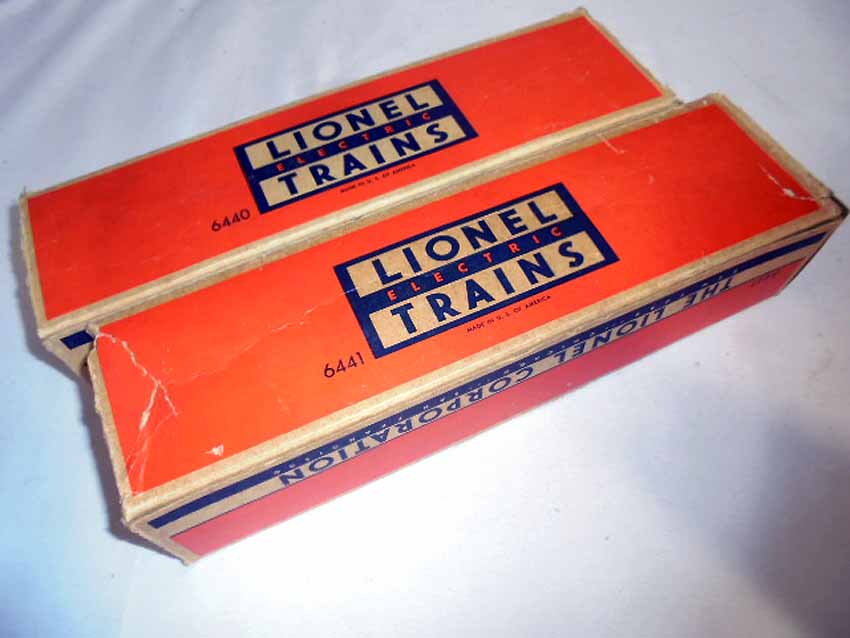 LIONEL
ELECTRIC
TRAINS
MADE IN U. S. OF AMERICA
6440
LIONEL
ELECTRIC
TRAINS
MADE IN U. S. OF AMERICA
6441
THE LIONEL CORPORATION